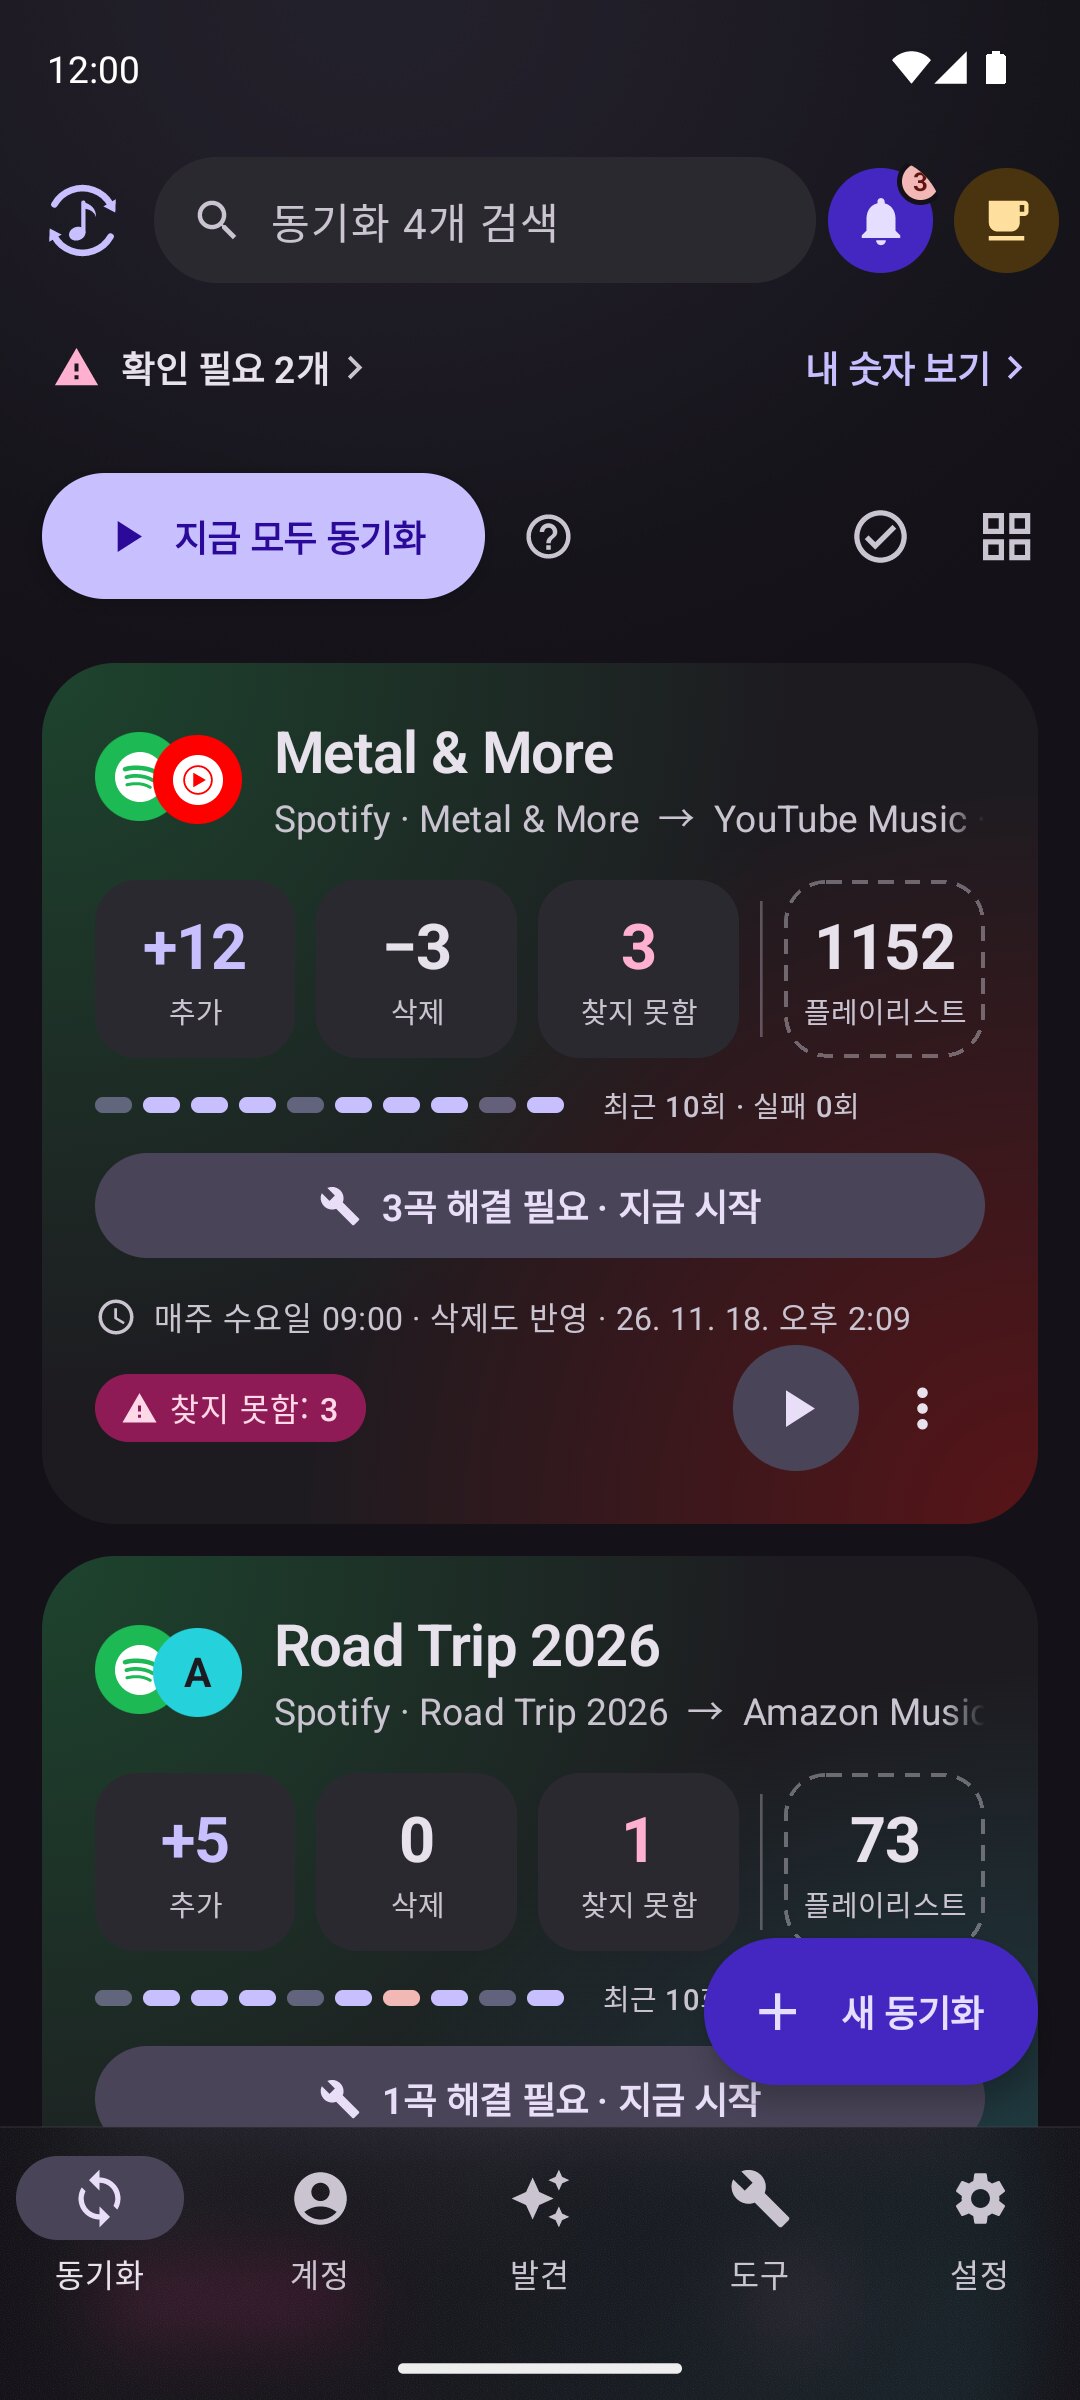 12:00
동기화 4개 검색
3
확인 필요 2개
내 숫자 보기
지금 모두 동기화
Metal & More
Spotify · Metal & More → YouTube Music
+12
추가
−3
삭제
3
찾지 못함
1152
플레이리스트
최근 10회 · 실패 0회
3곡 해결 필요 · 지금 시작
매주 수요일 09:00 · 삭제도 반영 · 26. 11. 18. 오후 2:09
찾지 못함: 3
A
Road Trip 2026
Spotify · Road Trip 2026 → Amazon Music
+5
추가
0
삭제
1
찾지 못함
73
플레이리스트
최근 10
새 동기화
1곡 해결 필요 · 지금 시작
동기화
계정
발견
도구
설정